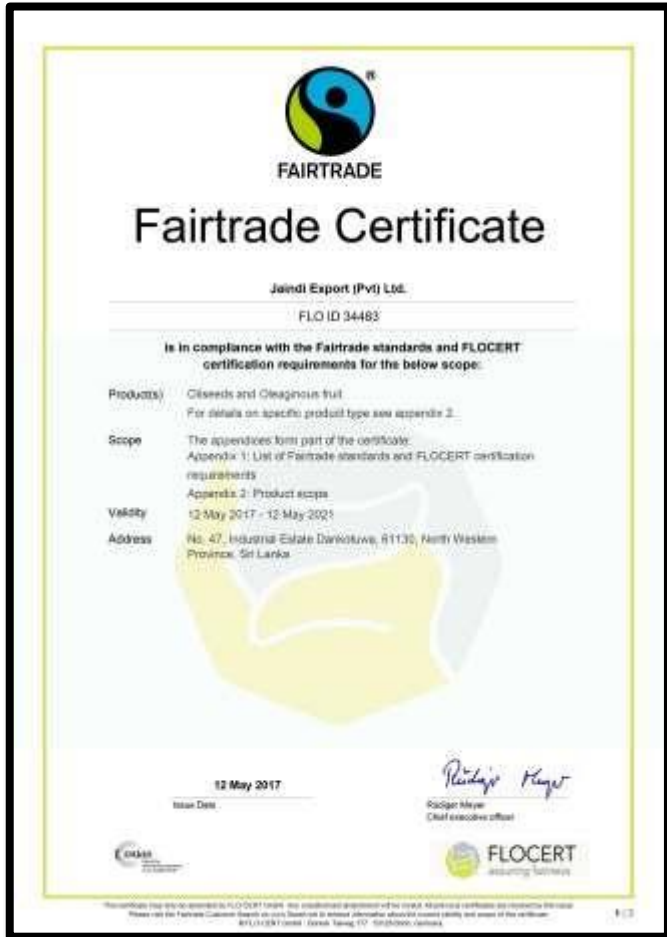 ®
FAIRTRADE
Fairtrade Certificate
Jaindi Export (Pvt) Ltd.
FLO ID 34483
is in compliance with the Fairtrade standards and FLOCERT
certification requirements for the below scope:
Product(s) Oilseeds and Oleaginous fruit
For details on specific product type see appendix 2.
Scope The appendices form part of the certificate:
Appendix 1: List of Fairtrade standards and FLOCERT certification
requirements
Appendix 2: Product scope
Validity 12 May 2017 - 12 May 2021
Address No. 47, Industrial Estate Dankotuwa, 61130, North Western
Province, Sri Lanka
12 May 2017
Issue Date
Rüdiger Meyer
Rüdiger Meyer
Chief executive officer
DAkkS
FLOCERT
assuring fairness